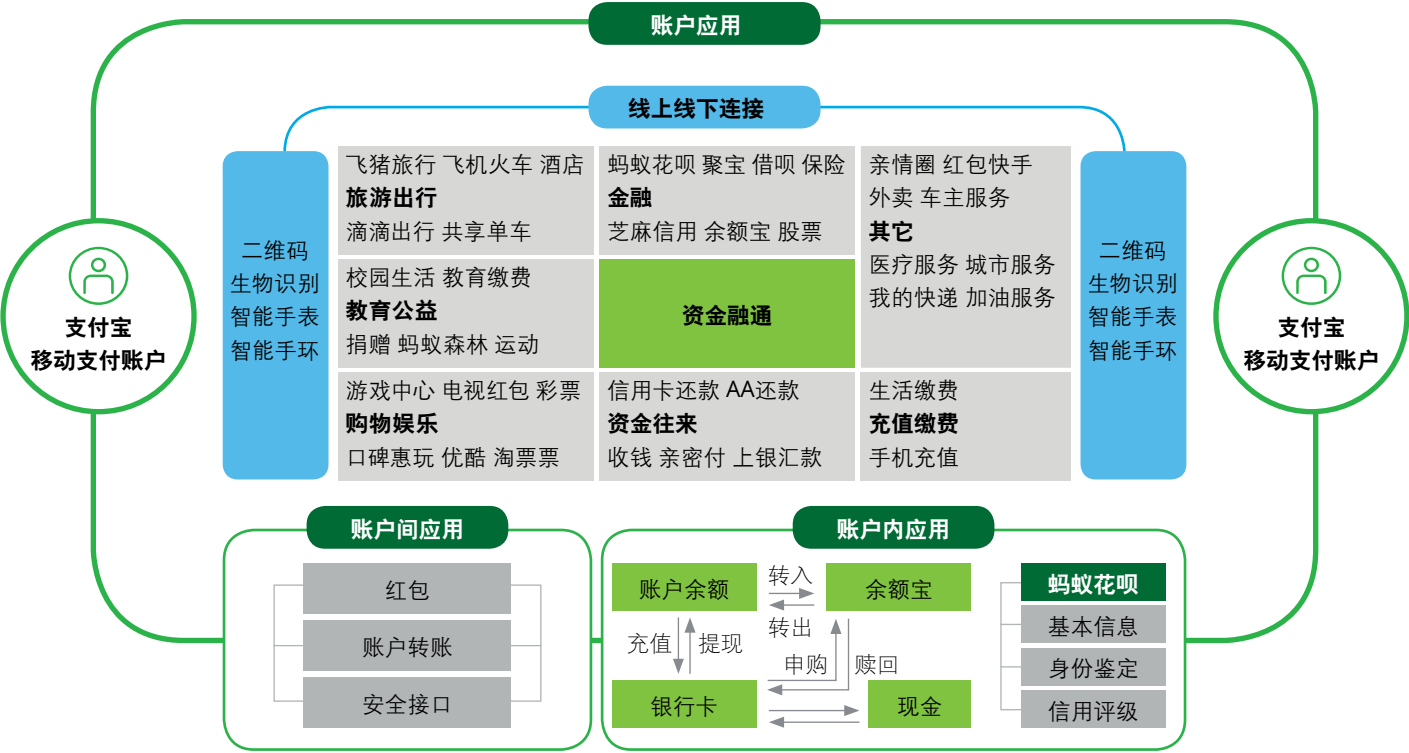 账户应用
线上线下连接
支付宝
移动支付账户
二维码
生物识别
智能手表
智能手环
飞猪旅行 飞机火车 酒店
旅游出行
滴滴出行 共享单车
蚂蚁花呗 聚宝 借呗 保险
金融
芝麻信用 余额宝 股票
亲情圈 红包快手
外卖 车主服务
其它
医疗服务 城市服务
我的快递 加油服务
校园生活 教育缴费
教育公益
捐赠 蚂蚁森林 运动
资金融通
游戏中心 电视红包 彩票
购物娱乐
口碑惠玩 优酷 淘票票
信用卡还款 AA还款
资金往来
收钱 亲密付 上银汇款
生活缴费
充值缴费
手机充值
二维码
生物识别
智能手表
智能手环
支付宝
移动支付账户
账户间应用
红包
账户转账
安全接口
账户内应用
账户余额
转入
转出
余额宝
充值
提现
申购
赎回
银行卡
现金
蚂蚁花呗
基本信息
身份鉴定
信用评级